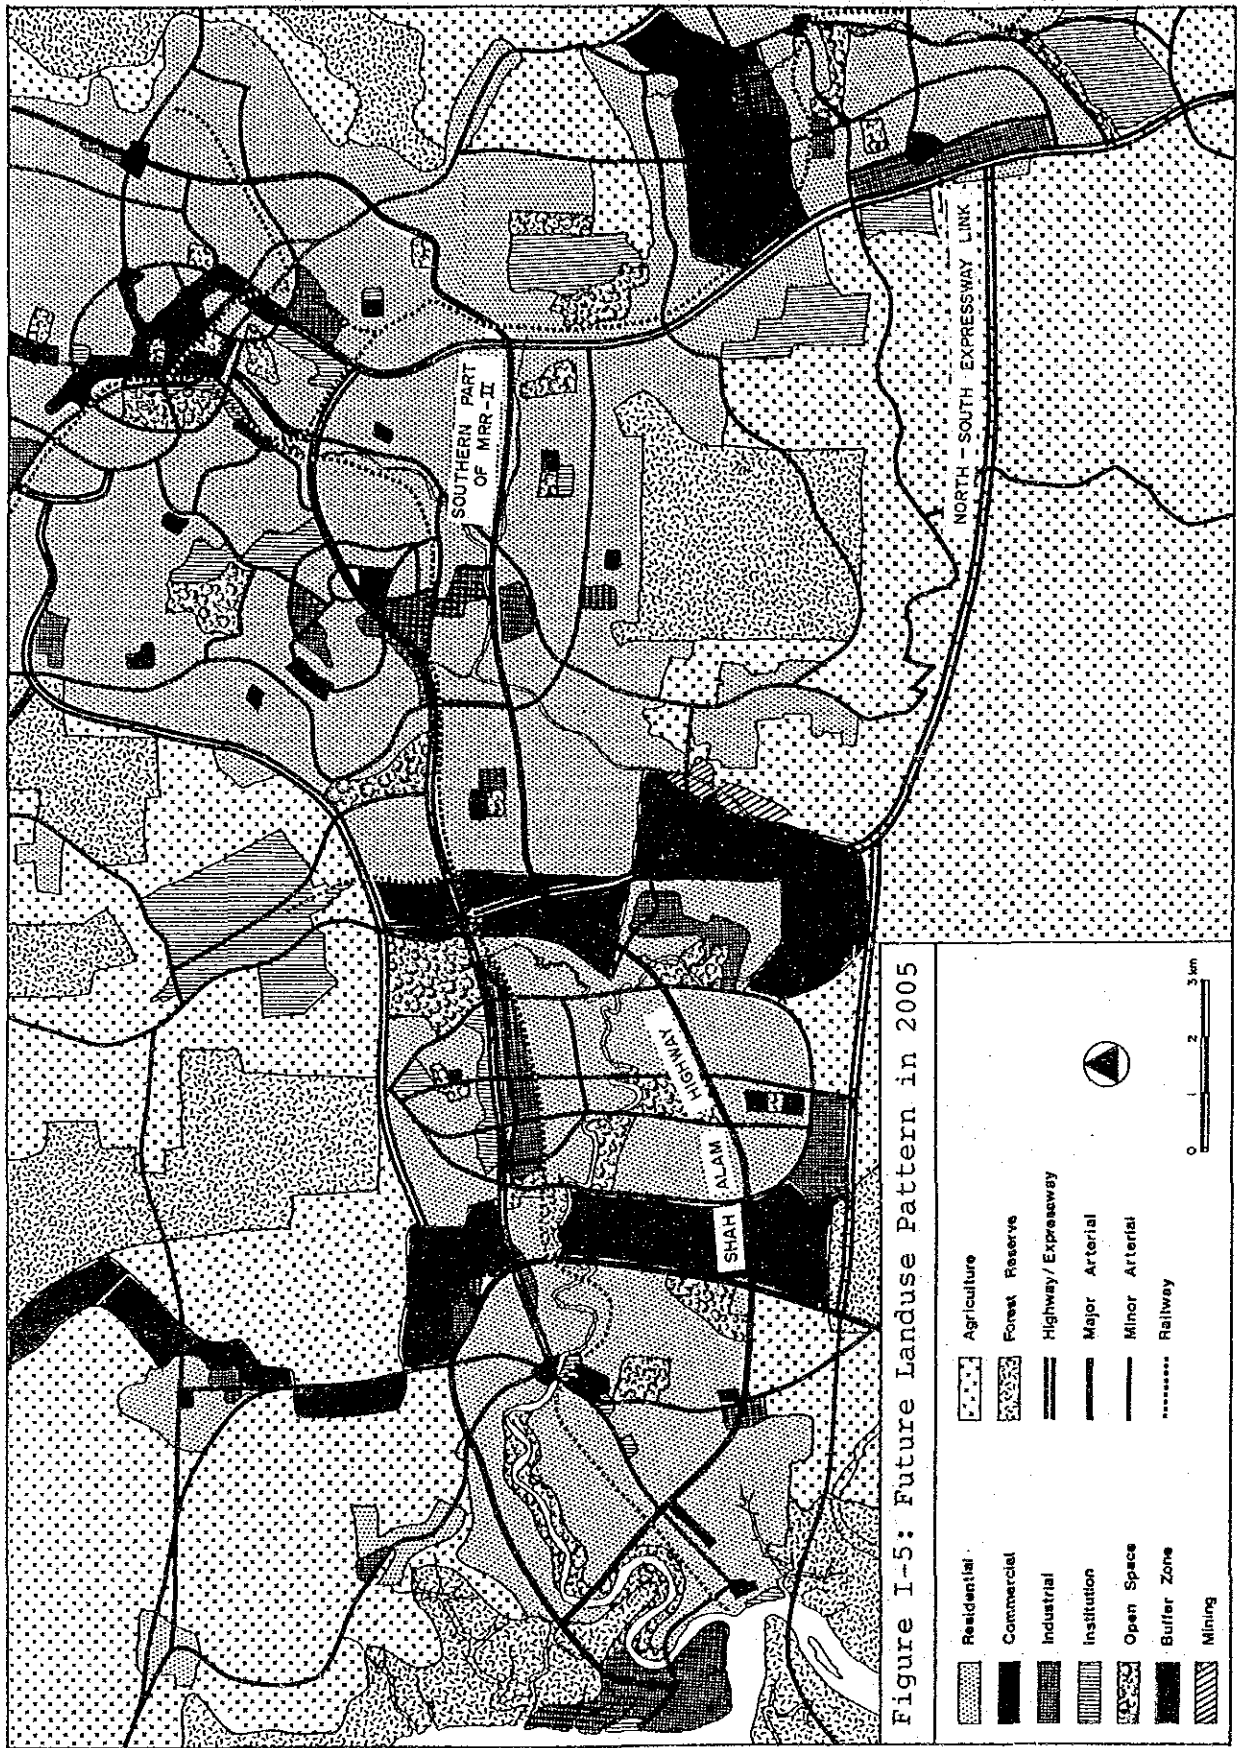 SOUTHERN PART
OF MRR II
NORTH - SOUTH EXPRESSWAY LINK
SHAH ALAM HIGHWAY
Figure I-5: Future Landuse Pattern in 2005
Residential
Commercial
Industrial
Institution
Open Space
Buffer Zone
Mining
Agriculture
Forest Reserve
Highway/Expressway
Major Arterial
Minor Arterial
Railway
0 1 2 3 km